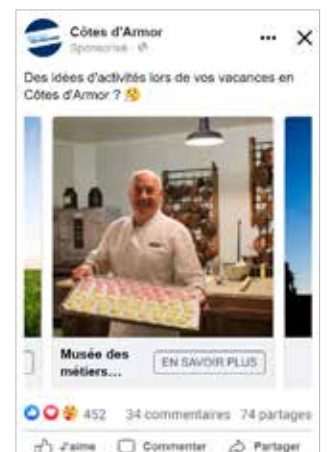 Côtes d'Armor
Sponsorisé
Des idées d'activités lors de vos vacances en
Côtes d'Armor ?
Musée des
métiers...
EN SAVOIR PLUS
452 34 commentaires 74 partages
J'aime Commenter Partager